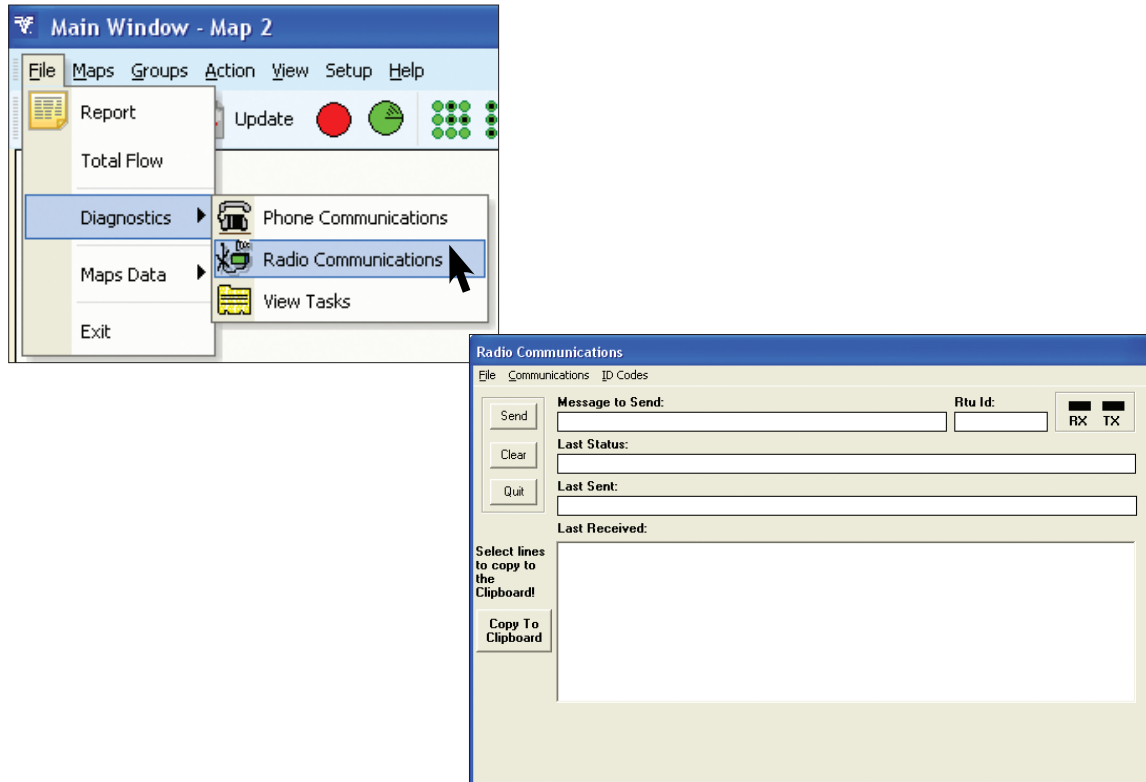 Main Window - Map 2
File Maps Groups Action View Setup Help
Report
Update
Total Flow
Diagnostics
Phone Communications
Radio Communications
Maps Data
View Tasks
Exit
Radio Communications
File Communications ID Codes
Send
Message to Send:
Rtu Id:
RX TX
Clear
Last Status:
Quit
Last Sent:
Last Received:
Select lines
to copy to
the
Clipboard!
Copy To
Clipboard